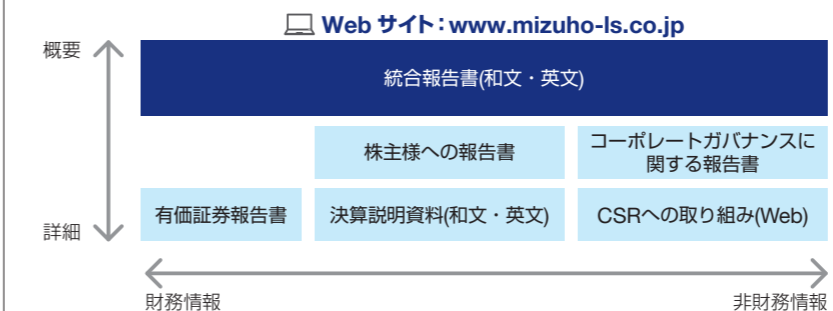 Web サイト：www.mizuho-ls.co.jp
概要
統合報告書(和文・英文)
株主様への報告書
コーポレートガバナンスに
関する報告書
有価証券報告書
決算説明資料(和文・英文)
CSRへの取り組み(Web)
詳細
財務情報
非財務情報